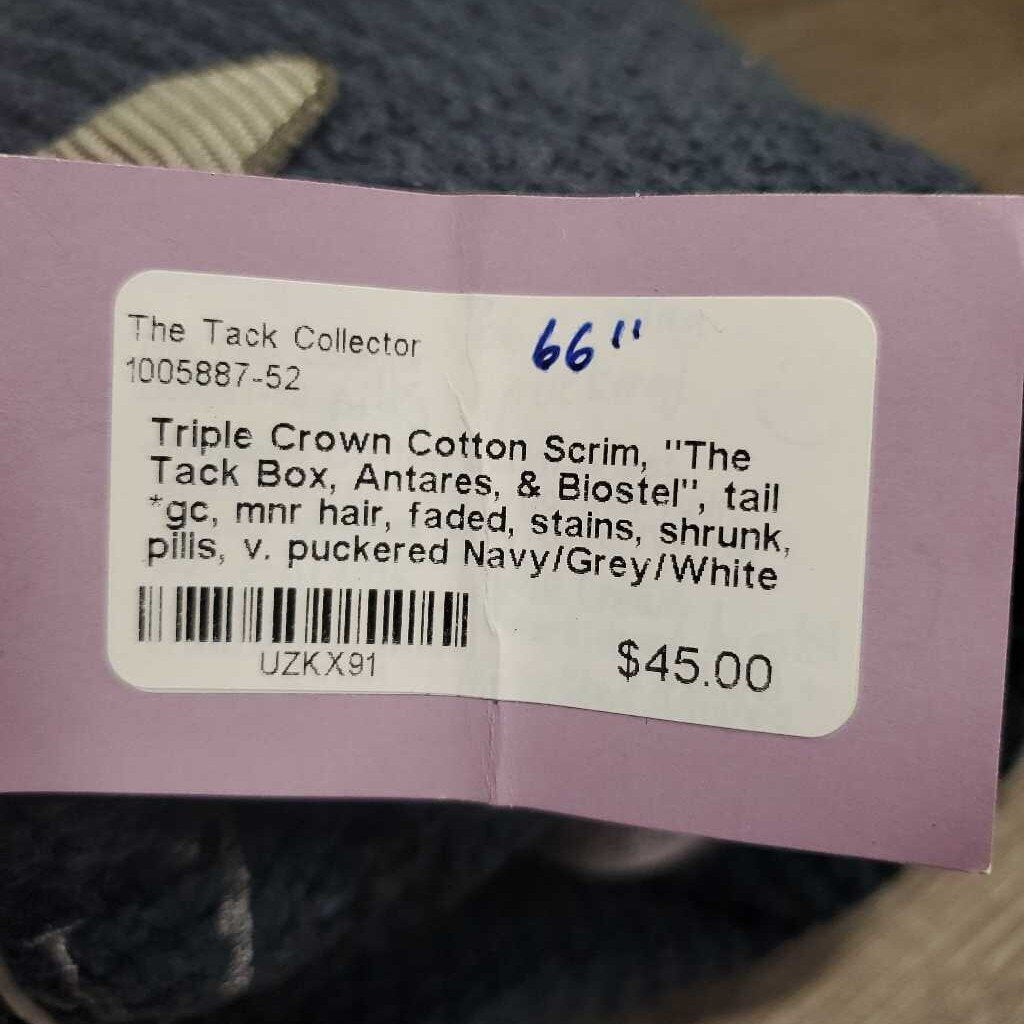 The Tack Collector
66"
1005887-52
Triple Crown Cotton Scrim, "The
Tack Box, Antares, & Biostel", tail
*gc, mnr hair, faded, stains, shrunk,
pills, v. puckered Navy/Grey/White
UZKX91
$45.00